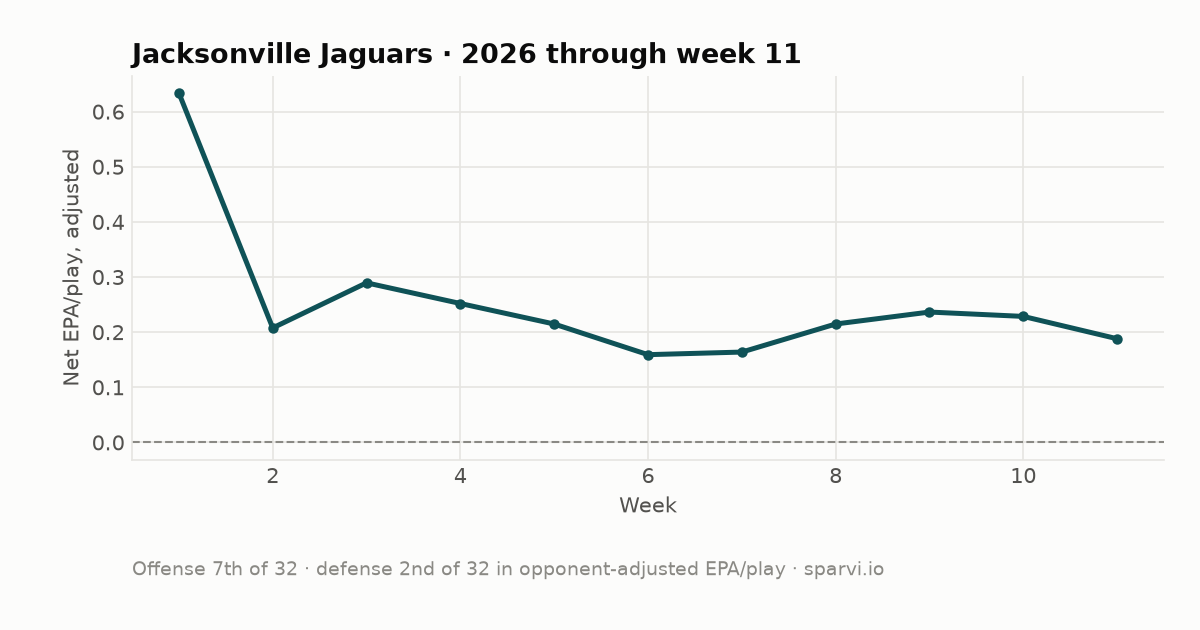 Jacksonville Jaguars · 2026 through week 11
Net EPA/play, adjusted
0.6
0.5
0.4
0.3
0.2
0.1
0.0
2 4 6 8 10
Week
Offense 7th of 32 · defense 2nd of 32 in opponent-adjusted EPA/play · sparvi.io